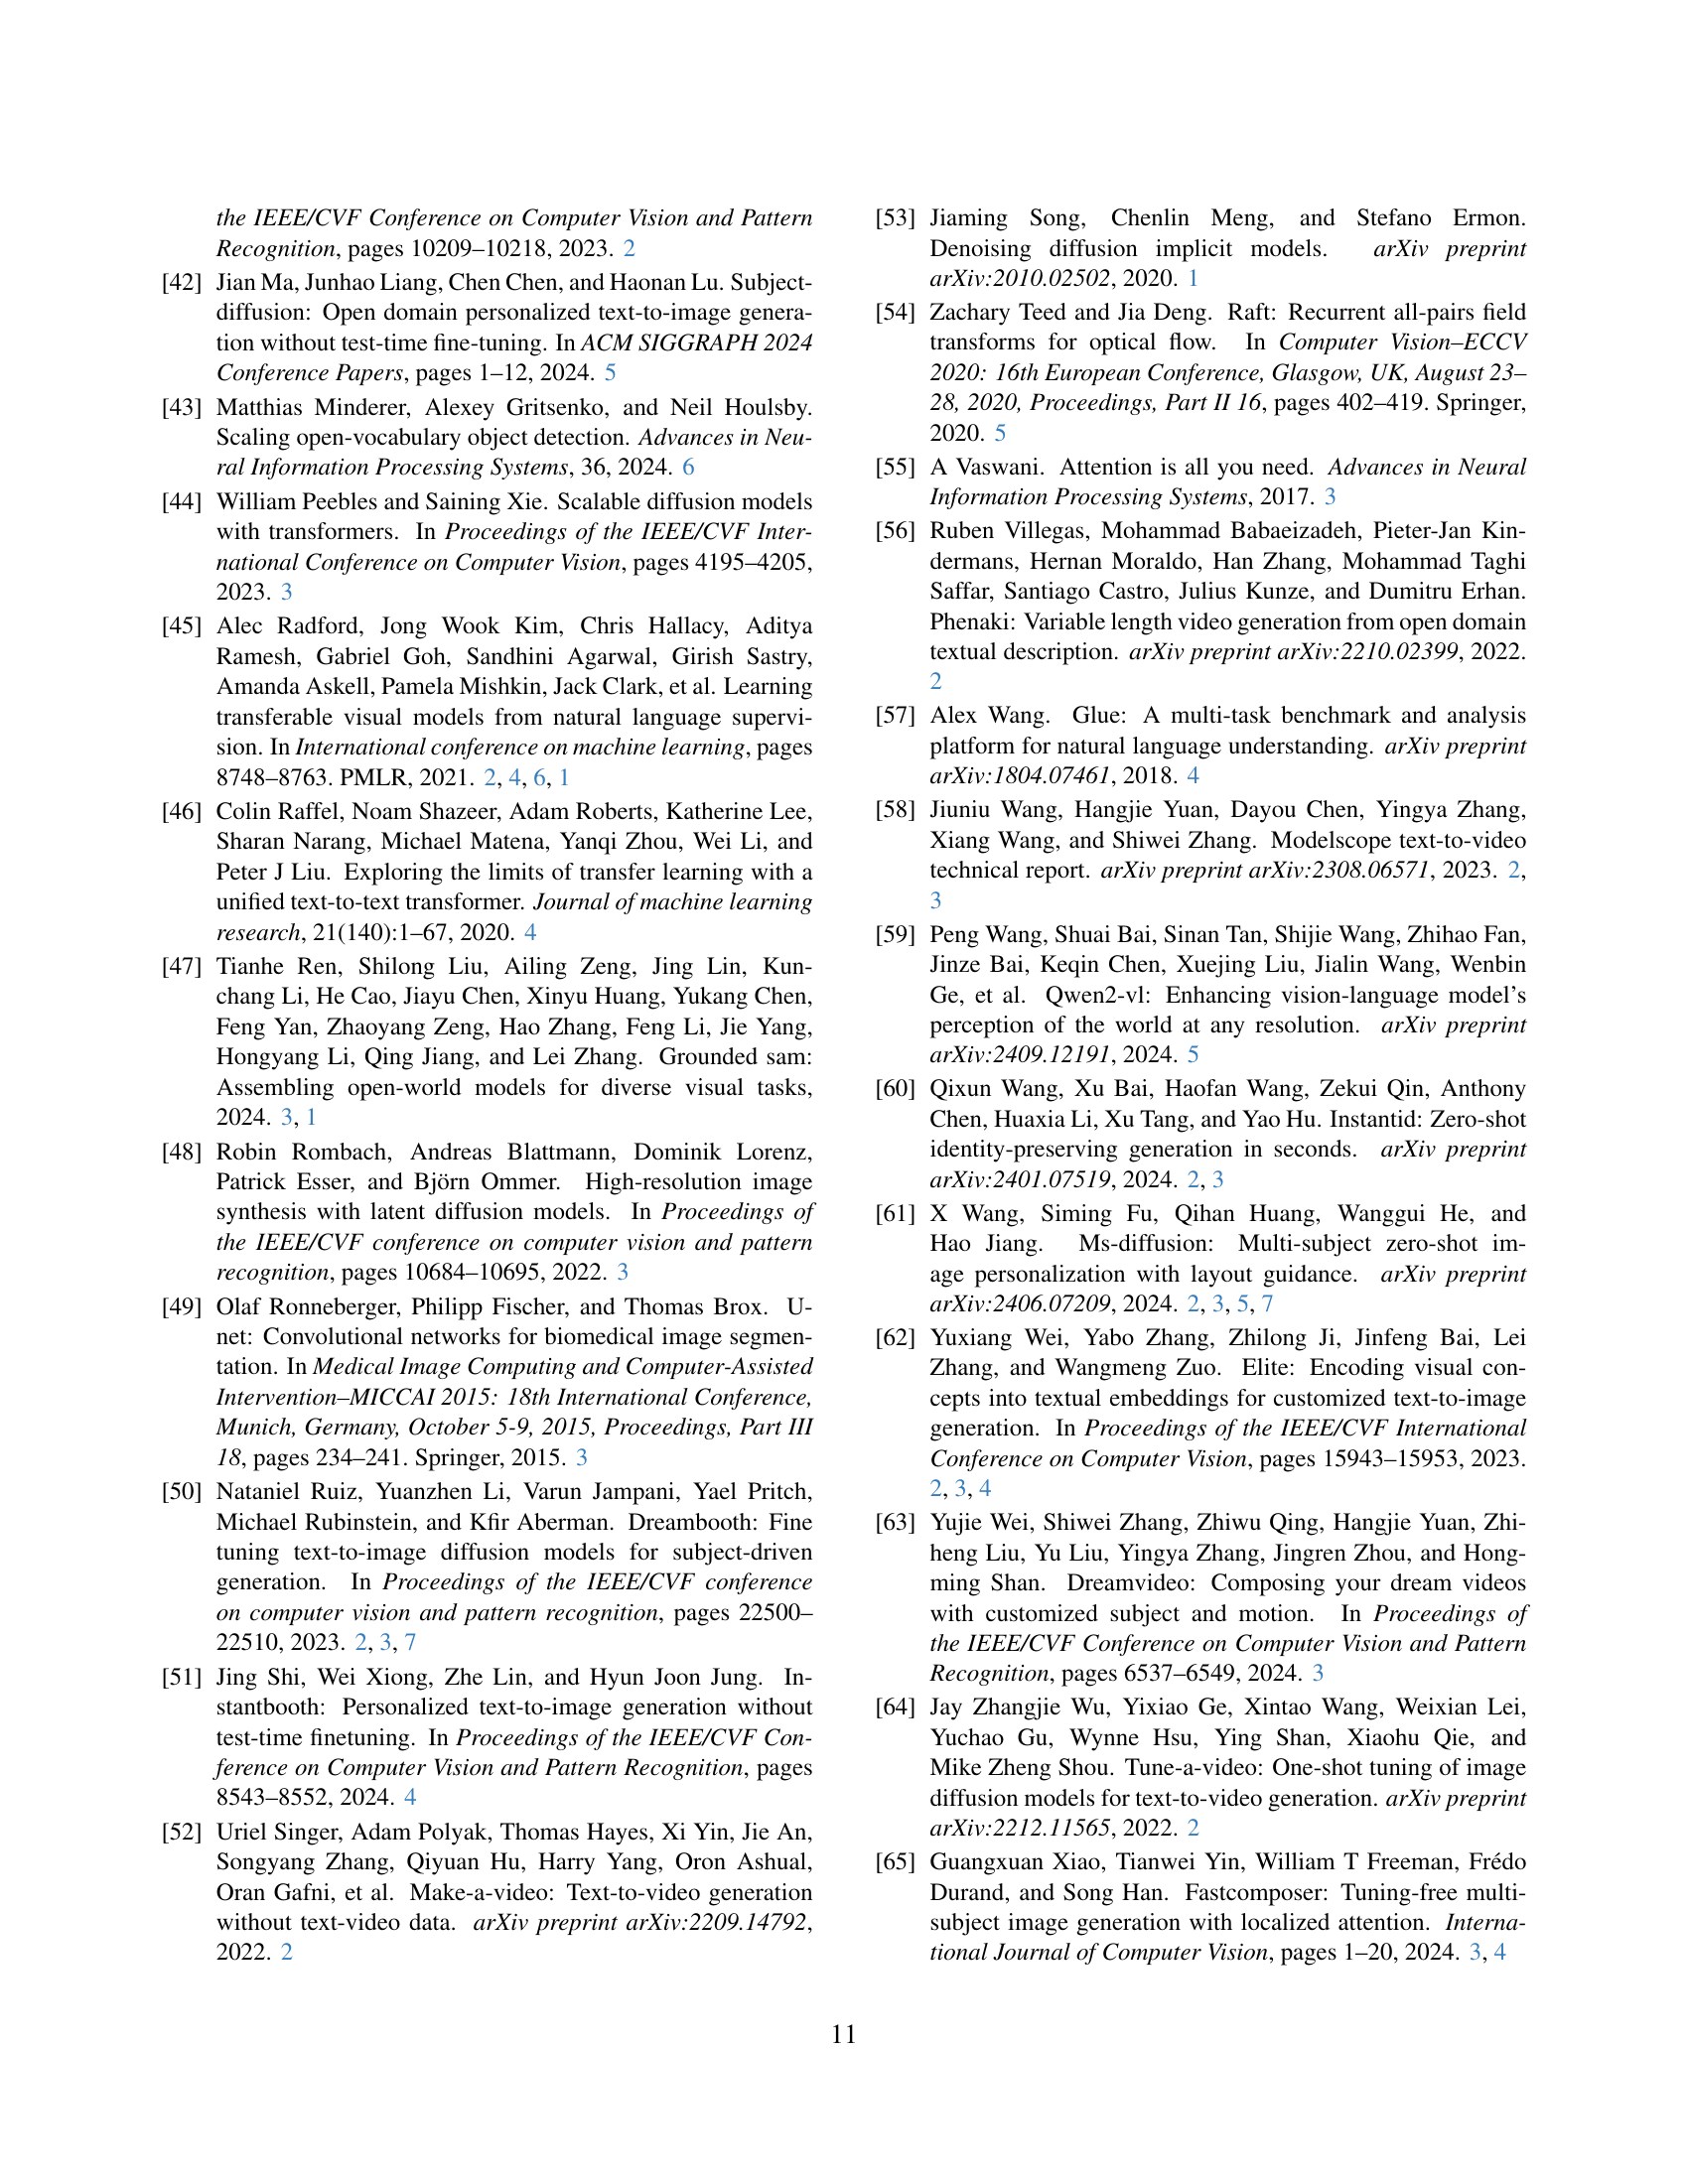 the IEEE/CVF Conference on Computer Vision and Pattern
Recognition, pages 10209–10218, 2023. 2
[42] Jian Ma, Junhao Liang, Chen Chen, and Haonan Lu. Subject-
diffusion: Open domain personalized text-to-image genera-
tion without test-time fine-tuning. In ACM SIGGRAPH 2024
Conference Papers, pages 1–12, 2024. 5
[43] Matthias Minderer, Alexey Gritsenko, and Neil Houlsby.
Scaling open-vocabulary object detection. Advances in Neu-
ral Information Processing Systems, 36, 2024. 6
[44] William Peebles and Saining Xie. Scalable diffusion models
with transformers. In Proceedings of the IEEE/CVF Inter-
national Conference on Computer Vision, pages 4195–4205,
2023. 3
[45] Alec Radford, Jong Wook Kim, Chris Hallacy, Aditya
Ramesh, Gabriel Goh, Sandhini Agarwal, Girish Sastry,
Amanda Askell, Pamela Mishkin, Jack Clark, et al. Learning
transferable visual models from natural language supervi-
sion. In International conference on machine learning, pages
8748–8763. PMLR, 2021. 2, 4, 6, 1
[46] Colin Raffel, Noam Shazeer, Adam Roberts, Katherine Lee,
Sharan Narang, Michael Matena, Yanqi Zhou, Wei Li, and
Peter J Liu. Exploring the limits of transfer learning with a
unified text-to-text transformer. Journal of machine learning
research, 21(140):1–67, 2020. 4
[47] Tianhe Ren, Shilong Liu, Ailing Zeng, Jing Lin, Kun-
chang Li, He Cao, Jiayu Chen, Xinyu Huang, Yukang Chen,
Feng Yan, Zhaoyang Zeng, Hao Zhang, Feng Li, Jie Yang,
Hongyang Li, Qing Jiang, and Lei Zhang. Grounded sam:
Assembling open-world models for diverse visual tasks,
2024. 3, 1
[48] Robin Rombach, Andreas Blattmann, Dominik Lorenz,
Patrick Esser, and Björn Ommer. High-resolution image
synthesis with latent diffusion models. In Proceedings of
the IEEE/CVF conference on computer vision and pattern
recognition, pages 10684–10695, 2022. 3
[49] Olaf Ronneberger, Philipp Fischer, and Thomas Brox. U-
net: Convolutional networks for biomedical image segmen-
tation. In Medical Image Computing and Computer-Assisted
Intervention–MICCAI 2015: 18th International Conference,
Munich, Germany, October 5-9, 2015, Proceedings, Part III
18, pages 234–241. Springer, 2015. 3
[50] Nataniel Ruiz, Yuanzhen Li, Varun Jampani, Yael Pritch,
Michael Rubinstein, and Kfir Aberman. Dreambooth: Fine
tuning text-to-image diffusion models for subject-driven
generation. In Proceedings of the IEEE/CVF conference
on computer vision and pattern recognition, pages 22500–
22510, 2023. 2, 3, 7
[51] Jing Shi, Wei Xiong, Zhe Lin, and Hyun Joon Jung. In-
stantbooth: Personalized text-to-image generation without
test-time finetuning. In Proceedings of the IEEE/CVF Con-
ference on Computer Vision and Pattern Recognition, pages
8543–8552, 2024. 4
[52] Uriel Singer, Adam Polyak, Thomas Hayes, Xi Yin, Jie An,
Songyang Zhang, Qiyuan Hu, Harry Yang, Oron Ashual,
Oran Gafni, et al. Make-a-video: Text-to-video generation
without text-video data. arXiv preprint arXiv:2209.14792,
2022. 2
[53] Jiaming Song, Chenlin Meng, and Stefano Ermon.
Denoising diffusion implicit models. arXiv preprint
arXiv:2010.02502, 2020. 1
[54] Zachary Teed and Jia Deng. Raft: Recurrent all-pairs field
transforms for optical flow. In Computer Vision–ECCV
2020: 16th European Conference, Glasgow, UK, August 23–
28, 2020, Proceedings, Part II 16, pages 402–419. Springer,
2020. 5
[55] A Vaswani. Attention is all you need. Advances in Neural
Information Processing Systems, 2017. 3
[56] Ruben Villegas, Mohammad Babaeizadeh, Pieter-Jan Kin-
dermans, Hernan Moraldo, Han Zhang, Mohammad Taghi
Saffar, Santiago Castro, Julius Kunze, and Dumitru Erhan.
Phenaki: Variable length video generation from open domain
textual description. arXiv preprint arXiv:2210.02399, 2022.
2
[57] Alex Wang. Glue: A multi-task benchmark and analysis
platform for natural language understanding. arXiv preprint
arXiv:1804.07461, 2018. 4
[58] Jiuniu Wang, Hangjie Yuan, Dayou Chen, Yingya Zhang,
Xiang Wang, and Shiwei Zhang. Modelscope text-to-video
technical report. arXiv preprint arXiv:2308.06571, 2023. 2,
3
[59] Peng Wang, Shuai Bai, Sinan Tan, Shijie Wang, Zhihao Fan,
Jinze Bai, Keqin Chen, Xuejing Liu, Jialin Wang, Wenbin
Ge, et al. Qwen2-vl: Enhancing vision-language model's
perception of the world at any resolution. arXiv preprint
arXiv:2409.12191, 2024. 5
[60] Qixun Wang, Xu Bai, Haofan Wang, Zekui Qin, Anthony
Chen, Huaxia Li, Xu Tang, and Yao Hu. Instantid: Zero-shot
identity-preserving generation in seconds. arXiv preprint
arXiv:2401.07519, 2024. 2, 3
[61] X Wang, Siming Fu, Qihan Huang, Wanggui He, and
Hao Jiang. Ms-diffusion: Multi-subject zero-shot im-
age personalization with layout guidance. arXiv preprint
arXiv:2406.07209, 2024. 2, 3, 5, 7
[62] Yuxiang Wei, Yabo Zhang, Zhilong Ji, Jinfeng Bai, Lei
Zhang, and Wangmeng Zuo. Elite: Encoding visual con-
cepts into textual embeddings for customized text-to-image
generation. In Proceedings of the IEEE/CVF International
Conference on Computer Vision, pages 15943–15953, 2023.
2, 3, 4
[63] Yujie Wei, Shiwei Zhang, Zhiwu Qing, Hangjie Yuan, Zhi-
heng Liu, Yu Liu, Yingya Zhang, Jingren Zhou, and Hong-
ming Shan. Dreamvideo: Composing your dream videos
with customized subject and motion. In Proceedings of
the IEEE/CVF Conference on Computer Vision and Pattern
Recognition, pages 6537–6549, 2024. 3
[64] Jay Zhangjie Wu, Yixiao Ge, Xintao Wang, Weixian Lei,
Yuchao Gu, Wynne Hsu, Ying Shan, Xiaohu Qie, and
Mike Zheng Shou. Tune-a-video: One-shot tuning of image
diffusion models for text-to-video generation. arXiv preprint
arXiv:2212.11565, 2022. 2
[65] Guangxuan Xiao, Tianwei Yin, William T Freeman, Frédo
Durand, and Song Han. Fastcomposer: Tuning-free multi-
subject image generation with localized attention. Interna-
tional Journal of Computer Vision, pages 1–20, 2024. 3, 4
11